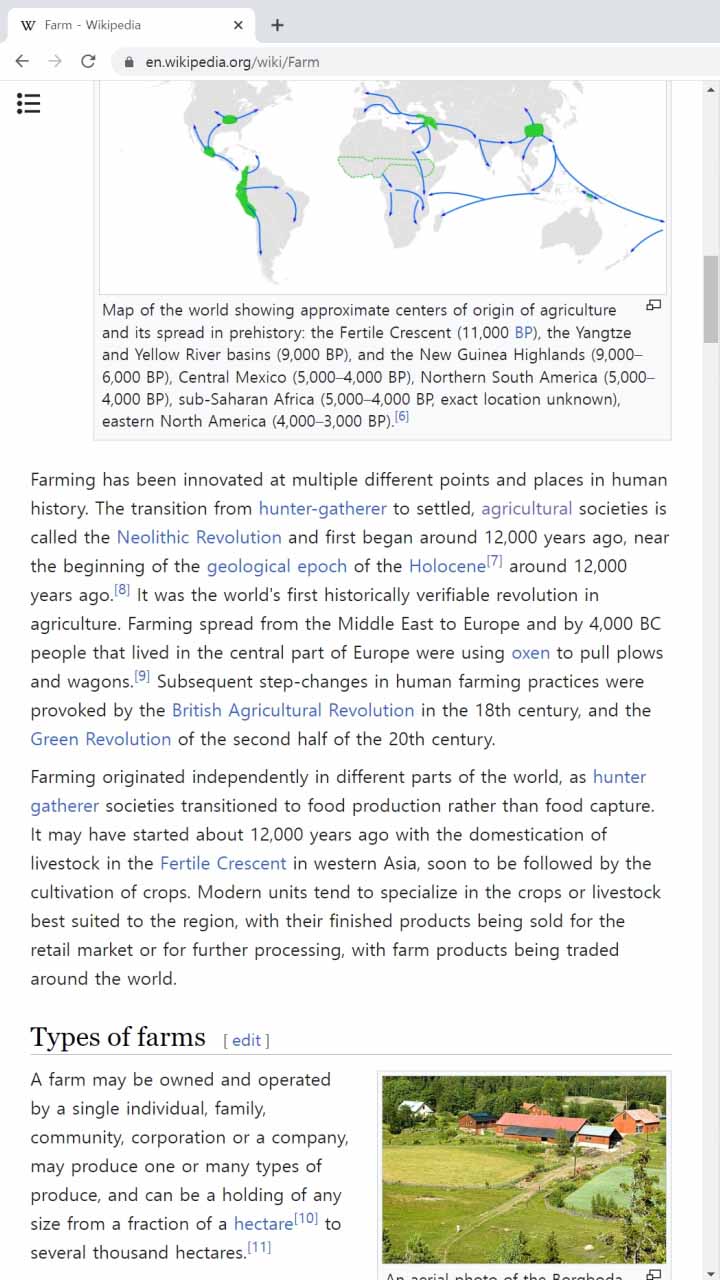 Farm - Wikipedia
en.wikipedia.org/wiki/Farm
Map of the world showing approximate centers of origin of agriculture
and its spread in prehistory: the Fertile Crescent (11,000 BP), the Yangtze
and Yellow River basins (9,000 BP), and the New Guinea Highlands (9,000–
6,000 BP), Central Mexico (5,000–4,000 BP), Northern South America (5,000–
4,000 BP), sub-Saharan Africa (5,000–4,000 BP, exact location unknown),
eastern North America (4,000–3,000 BP).[6]
Farming has been innovated at multiple different points and places in human
history. The transition from hunter-gatherer to settled, agricultural societies is
called the Neolithic Revolution and first began around 12,000 years ago, near
the beginning of the geological epoch of the Holocene[7] around 12,000
years ago.[8] It was the world's first historically verifiable revolution in
agriculture. Farming spread from the Middle East to Europe and by 4,000 BC
people that lived in the central part of Europe were using oxen to pull plows
and wagons.[9] Subsequent step-changes in human farming practices were
provoked by the British Agricultural Revolution in the 18th century, and the
Green Revolution of the second half of the 20th century.
Farming originated independently in different parts of the world, as hunter
gatherer societies transitioned to food production rather than food capture.
It may have started about 12,000 years ago with the domestication of
livestock in the Fertile Crescent in western Asia, soon to be followed by the
cultivation of crops. Modern units tend to specialize in the crops or livestock
best suited to the region, with their finished products being sold for the
retail market or for further processing, with farm products being traded
around the world.
Types of farms [ edit ]
A farm may be owned and operated
by a single individual, family,
community, corporation or a company,
may produce one or many types of
produce, and can be a holding of any
size from a fraction of a hectare[10] to
several thousand hectares.[11]
An aerial photo of the Borgboda